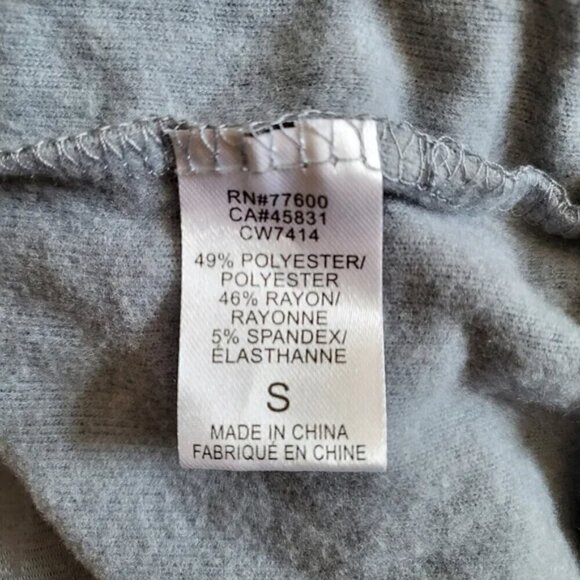 RN#77600
CA#45831
CW7414
49% POLYESTER/
POLYESTER
46% RAYON/
RAYONNE
5% SPANDEX/
ÉLASTHANNE
S
MADE IN CHINA
FABRIQUÉ EN CHINE